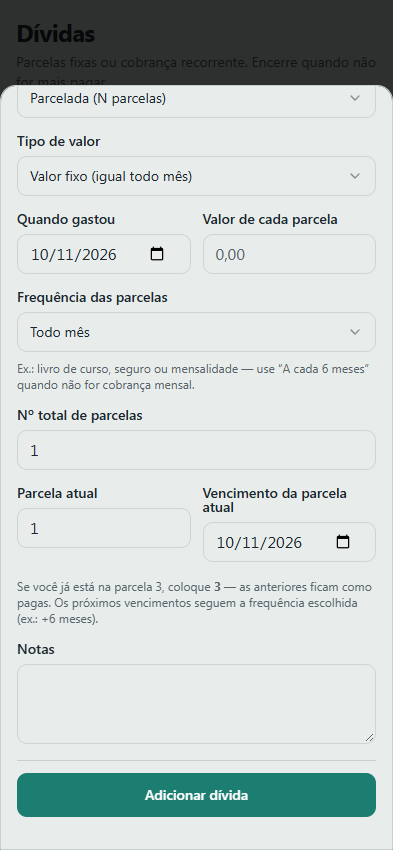 Dívidas
Parcelas fixas ou cobrança recorrente. Encerre quando não
for mais pagar.
Parcelada (N parcelas)
Tipo de valor
Valor fixo (igual todo mês)
Quando gastou
10/11/2026
Valor de cada parcela
0,00
Frequência das parcelas
Todo mês
Ex.: livro de curso, seguro ou mensalidade — use “A cada 6 meses”
quando não for cobrança mensal.
Nº total de parcelas
1
Parcela atual
1
Vencimento da parcela
atual
10/11/2026
Se você já está na parcela 3, coloque 3 — as anteriores ficam como
pagas. Os próximos vencimentos seguem a frequência escolhida
(ex.: +6 meses).
Notas
Adicionar dívida